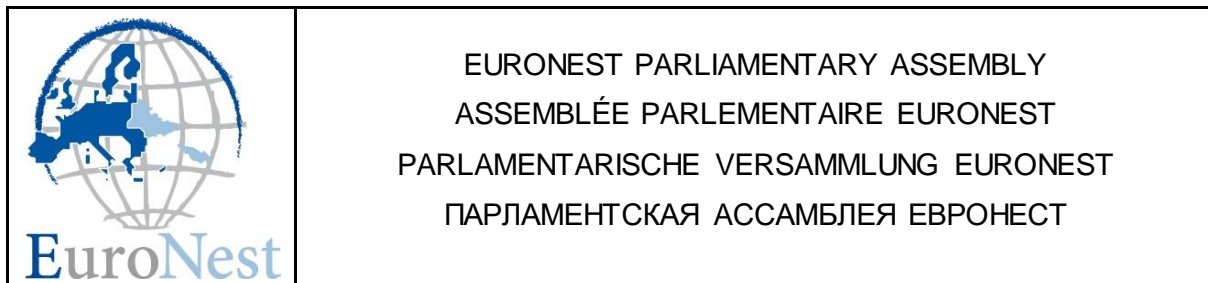 EuroNest
EURONEST PARLIAMENTARY ASSEMBLY
ASSEMBLÉE PARLEMENTAIRE EURONEST
PARLAMENTARISCHE VERSAMMLUNG EURONEST
ПАРЛАМЕНТСКАЯ АССАМБЛЕЯ ЕВРОНЕСТ